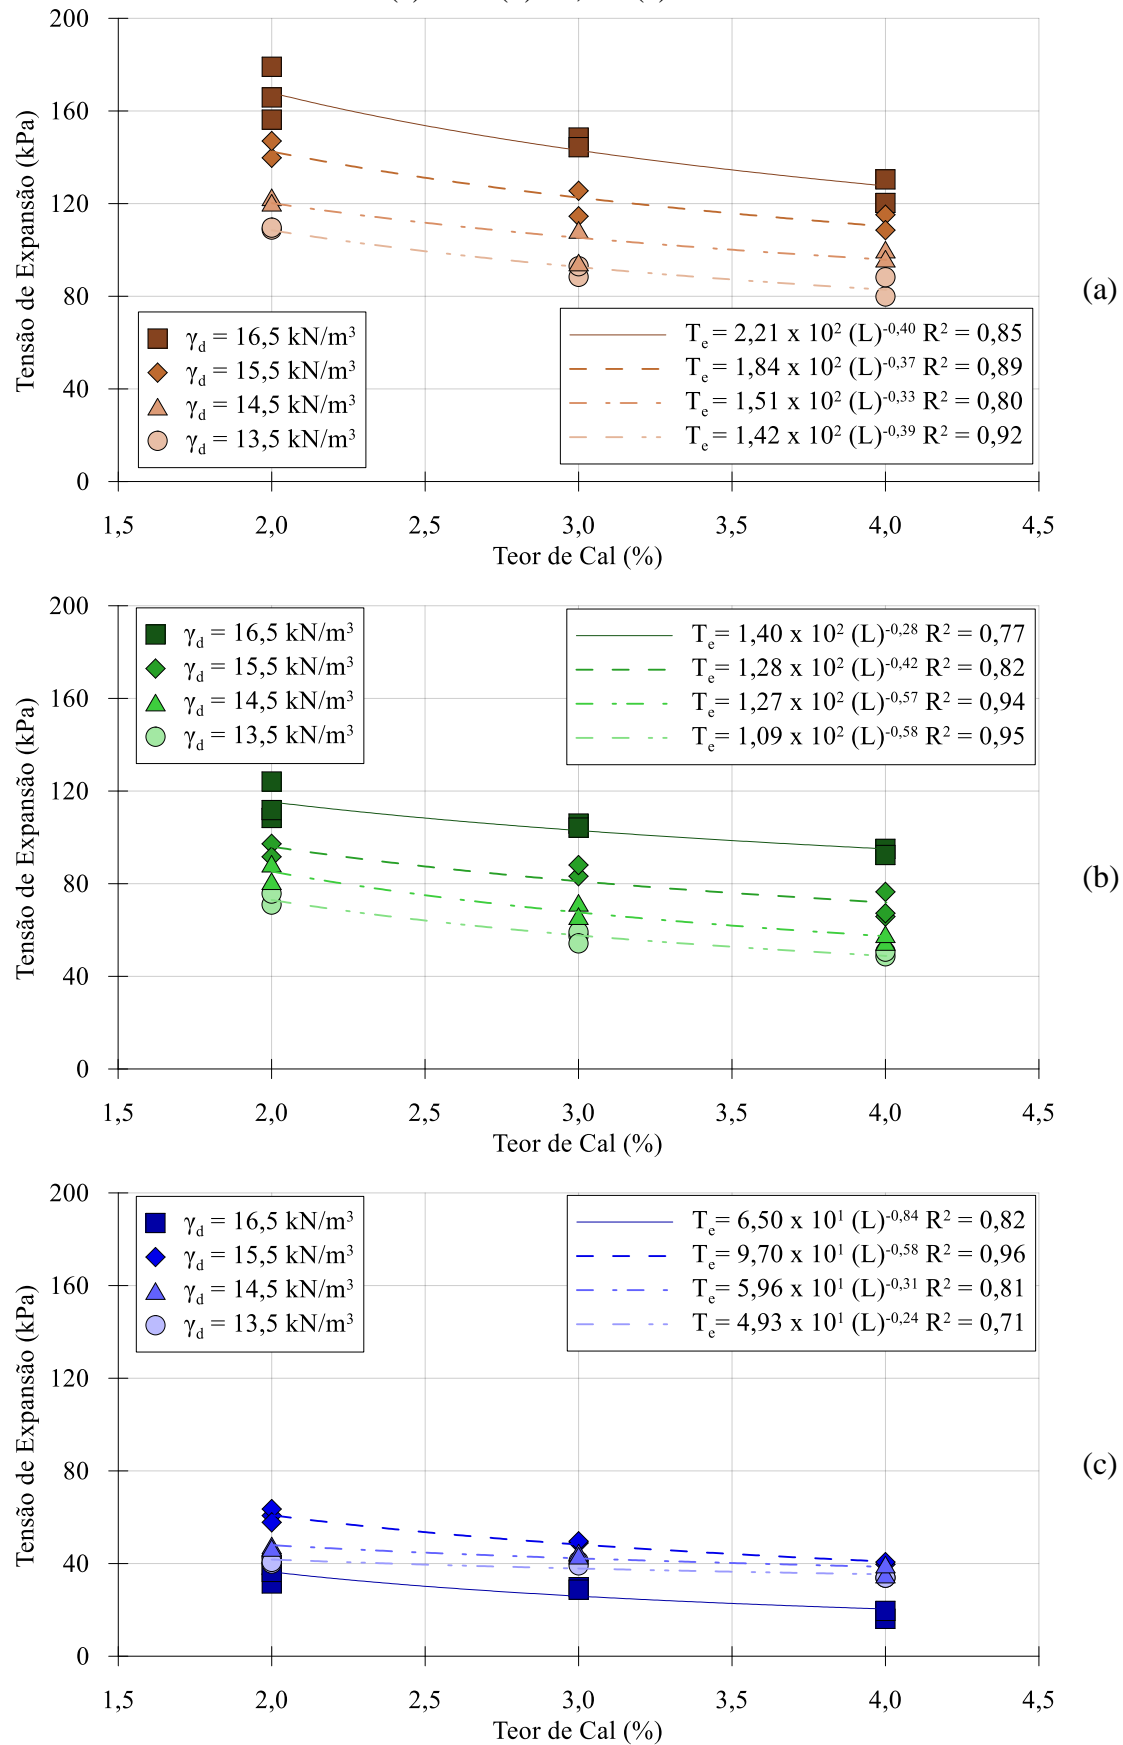 200
160
120
80
40
0
Tensão de Expansão (kPa)
γd = 16,5 kN/m³
γd = 15,5 kN/m³
γd = 14,5 kN/m³
γd = 13,5 kN/m³
Te= 2,21 x 10² (L)-0,40 R² = 0,85
Te= 1,84 x 10² (L)-0,37 R² = 0,89
Te= 1,51 x 10² (L)-0,33 R² = 0,80
Te= 1,42 x 10² (L)-0,39 R² = 0,92
(a)
1,5 2,0 2,5 3,0 3,5 4,0 4,5
Teor de Cal (%)
200
160
120
80
40
0
Tensão de Expansão (kPa)
γd = 16,5 kN/m³
γd = 15,5 kN/m³
γd = 14,5 kN/m³
γd = 13,5 kN/m³
Te= 1,40 x 10² (L)-0,28 R² = 0,77
Te= 1,28 x 10² (L)-0,42 R² = 0,82
Te= 1,27 x 10² (L)-0,57 R² = 0,94
Te= 1,09 x 10² (L)-0,58 R² = 0,95
(b)
1,5 2,0 2,5 3,0 3,5 4,0 4,5
Teor de Cal (%)
200
160
120
80
40
0
Tensão de Expansão (kPa)
γd = 16,5 kN/m³
γd = 15,5 kN/m³
γd = 14,5 kN/m³
γd = 13,5 kN/m³
Te= 6,50 x 10¹ (L)-0,84 R² = 0,82
Te= 9,70 x 10¹ (L)-0,58 R² = 0,96
Te= 5,96 x 10¹ (L)-0,31 R² = 0,81
Te= 4,93 x 10¹ (L)-0,24 R² = 0,71
(c)
1,5 2,0 2,5 3,0 3,5 4,0 4,5
Teor de Cal (%)